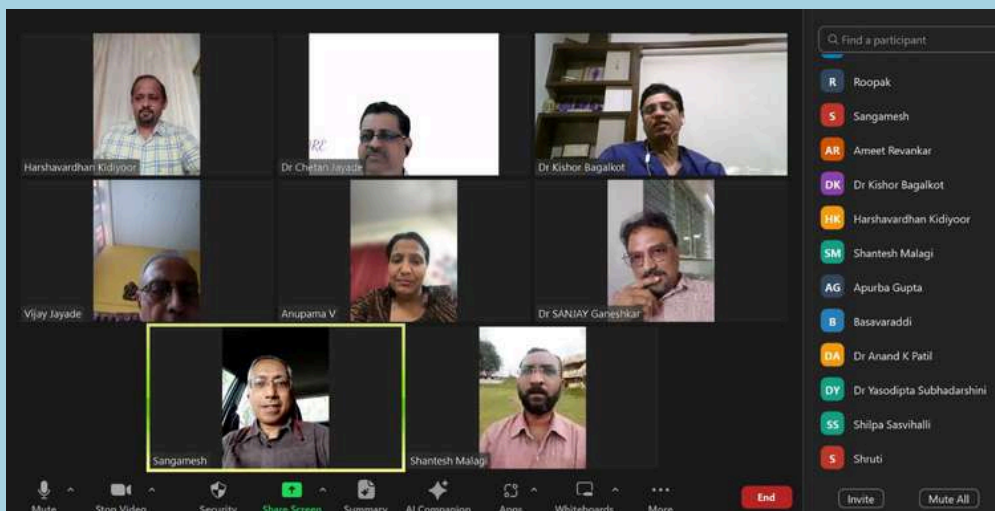 Find a participant
R Roopak
S Sangamesh
AR Ameet Revankar
DK Dr Kishor Bagalkot
HK Harshavardhan Kidiyoor
SM Shantesh Malagi
AG Apurba Gupta
B Basavaraddi
DA Dr Anand K Patil
DY Dr Yasodipta Subhadarshini
SS Shilpa Sasvihalli
S Shruti
Invite Mute All
Harshavardhan Kidiyoor
Dr Chetan Jayade
Dr Kishor Bagalkot
Vijay Jayade
Anupama V
Dr SANJAY Ganeshkar
Sangamesh
Shantesh Malagi
Mute Stop Video Security Share Screen Summary AI Companion Apps Whiteboards More End